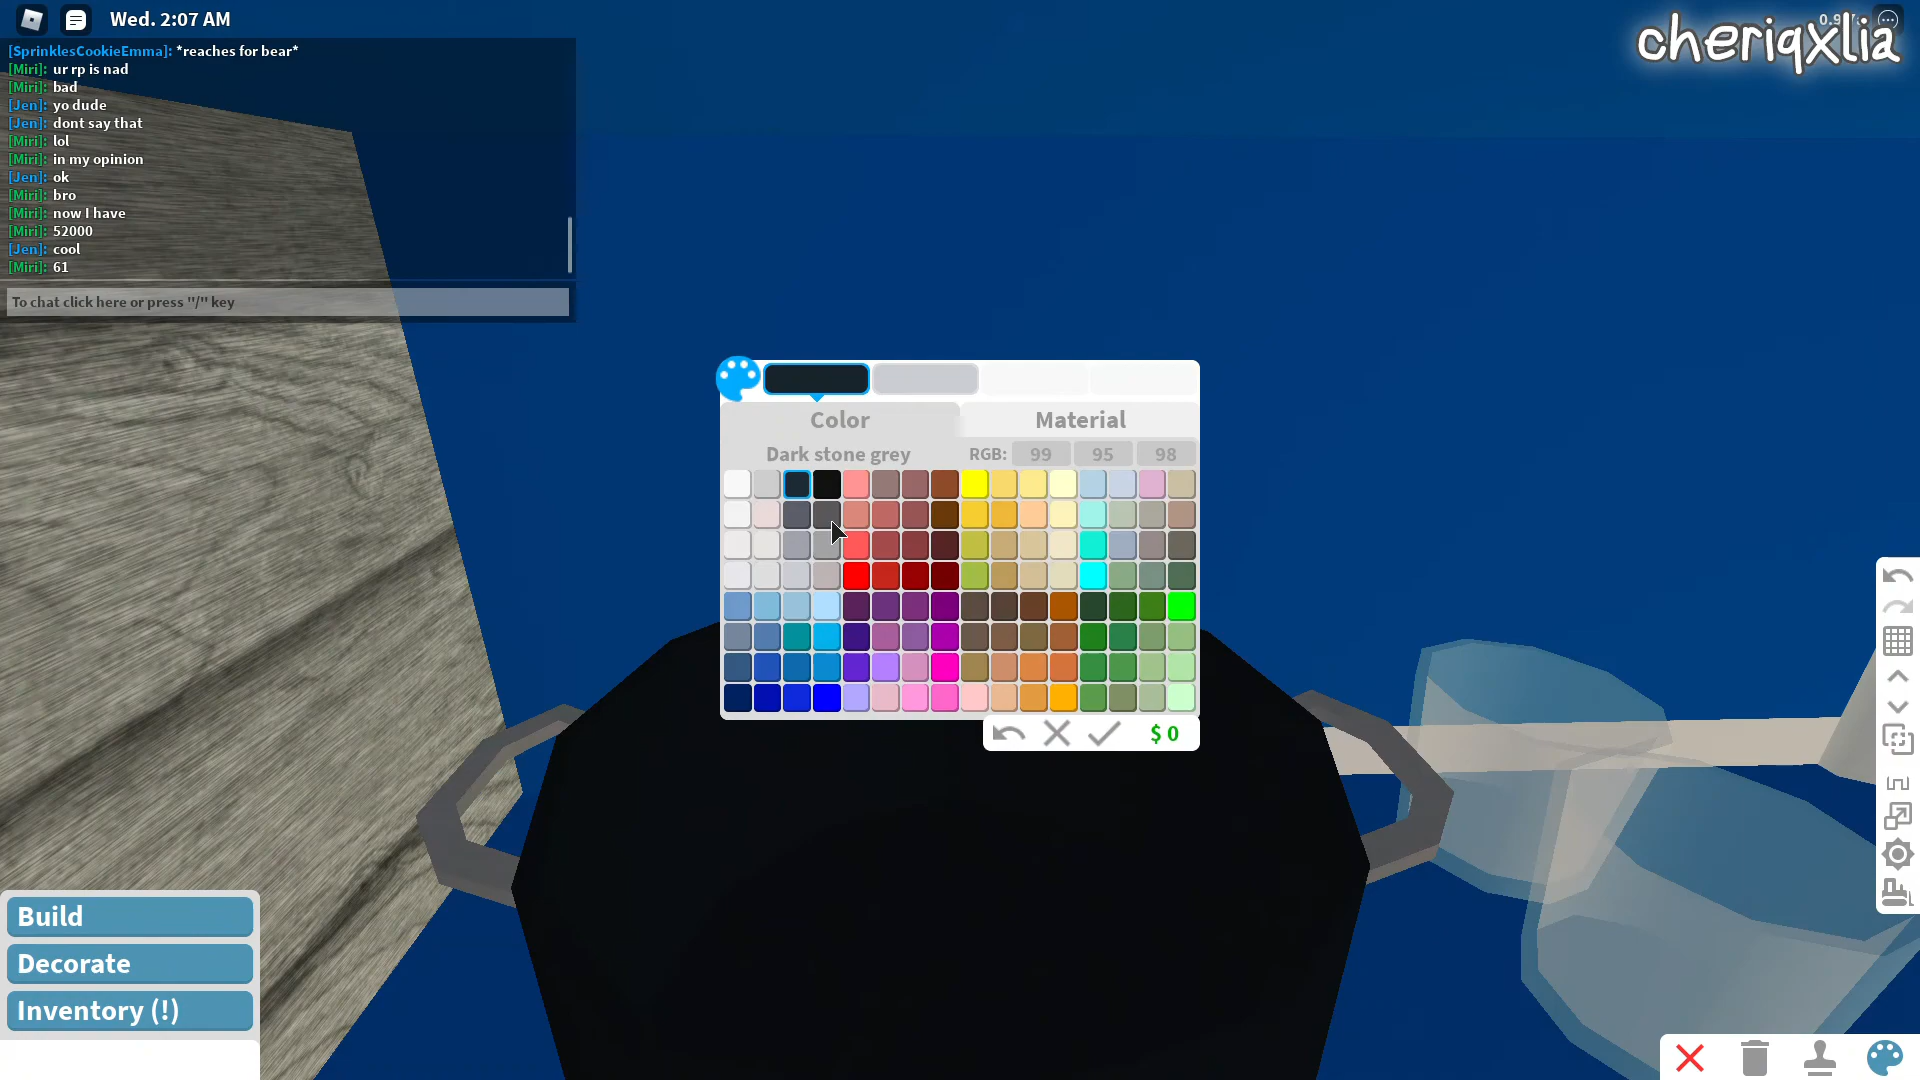 Wed. 2:07 AM
cheriqxlia
[SprinklesCookieEmma]: *reaches for bear*
[Miri]: ur rp is nad
[Miri]: bad
[Jen]: yo dude
[Jen]: dont say that
[Miri]: lol
[Miri]: in my opinion
[Jen]: ok
[Miri]: bro
[Miri]: now I have
[Miri]: 52000
[Jen]: cool
[Miri]: 61
To chat click here or press "/" key
Color
Material
Dark stone grey
RGB: 99 95 98
$ 0
Build
Decorate
Inventory (!)